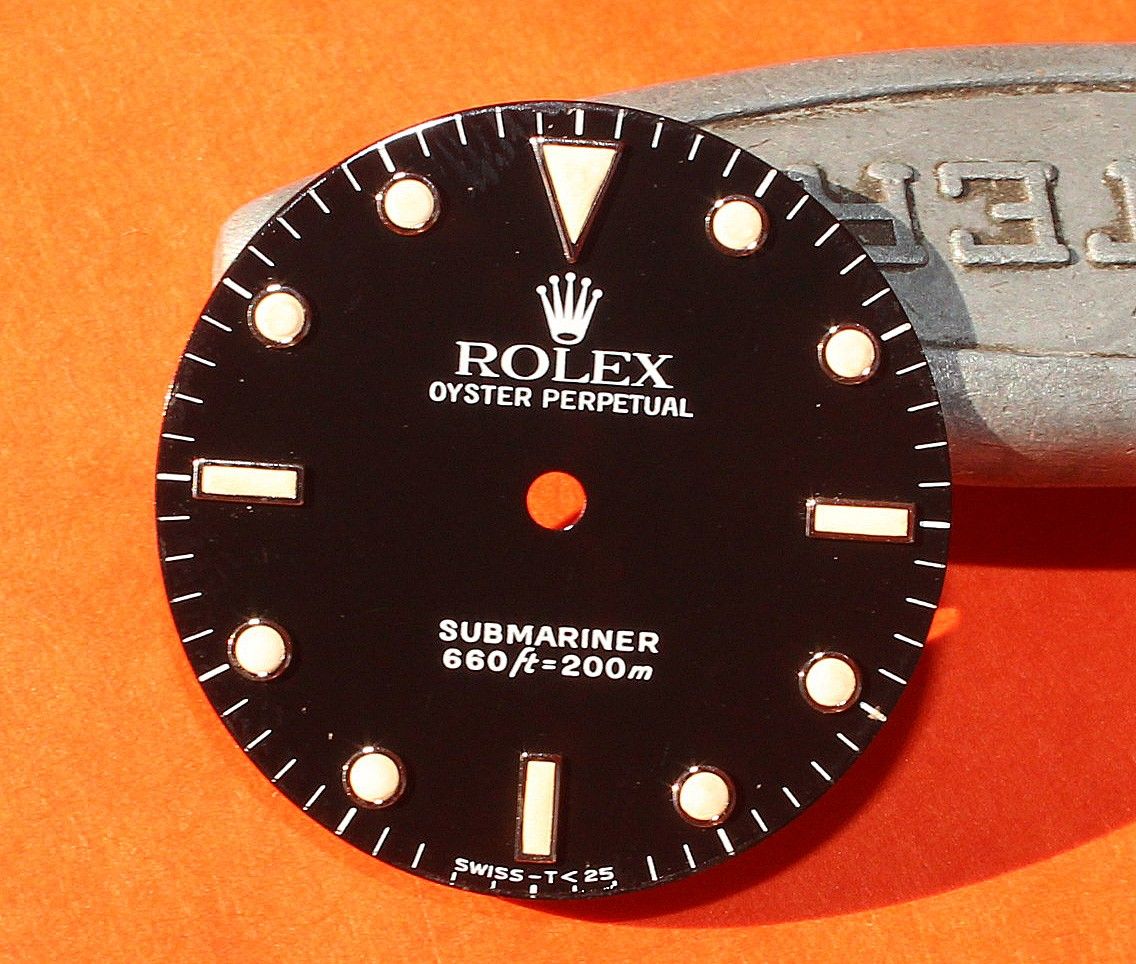 ROLEX
OYSTER PERPETUAL
SUBMARINER
660ft=200m
SWISS-T<25